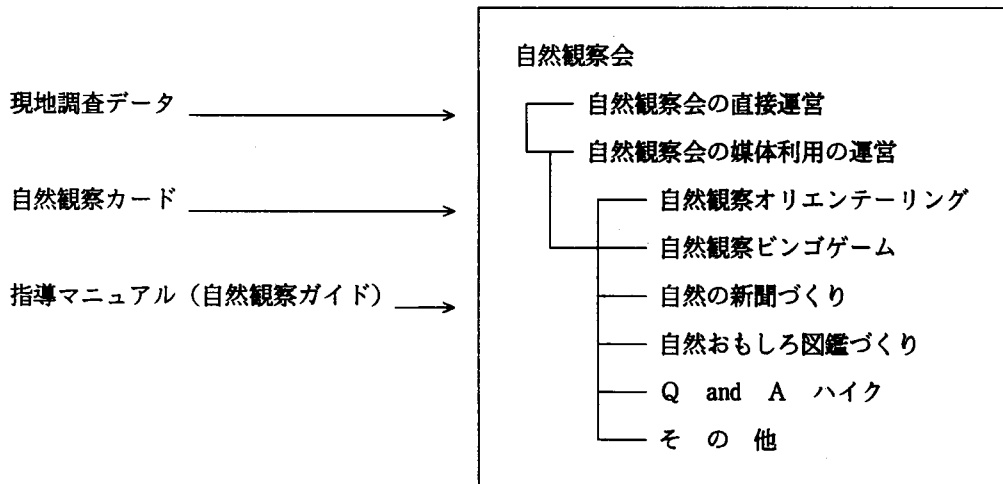 現地調査データ
自然観察カード
指導マニュアル（自然観察ガイド）
自然観察会
自然観察会の直接運営
自然観察会の媒体利用の運営
自然観察オリエンテーリング
自然観察ビンゴゲーム
自然の新聞づくり
自然おもしろ図鑑づくり
Q and A ハイク
そ の 他